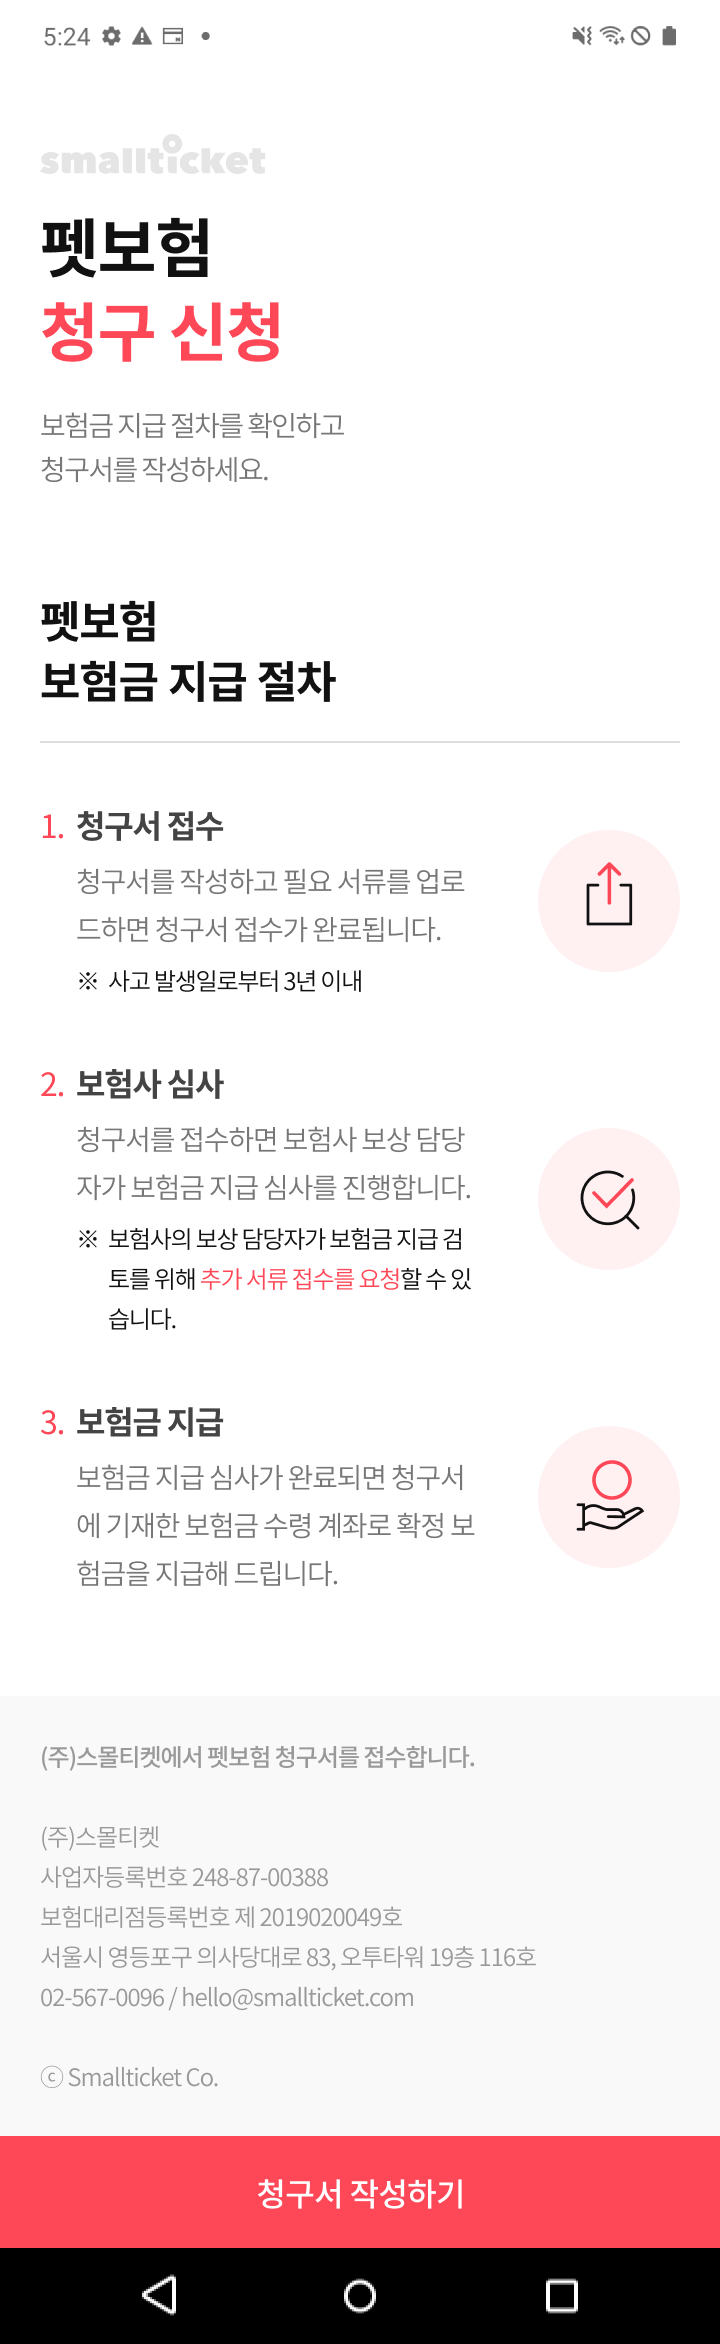 5:24
smallticket
펫보험
청구 신청
보험금 지급 절차를 확인하고
청구서를 작성하세요.
펫보험
보험금 지급 절차
1. 청구서 접수
청구서를 작성하고 필요 서류를 업로
드하면 청구서 접수가 완료됩니다.
※ 사고 발생일로부터 3년 이내
2. 보험사 심사
청구서를 접수하면 보험사 보상 담당
자가 보험금 지급 심사를 진행합니다.
※ 보험사의 보상 담당자가 보험금 지급 검
토를 위해 추가 서류 접수를 요청할 수 있
습니다.
3. 보험금 지급
보험금 지급 심사가 완료되면 청구서
에 기재한 보험금 수령 계좌로 확정 보
험금을 지급해 드립니다.
(주)스몰티켓에서 펫보험 청구서를 접수합니다.
(주)스몰티켓
사업자등록번호 248-87-00388
보험대리점등록번호 제 2019020049호
서울시 영등포구 의사당대로 83, 오투타워 19층 116호
02-567-0096 / hello@smallticket.com
ⓒ Smallticket Co.
청구서 작성하기